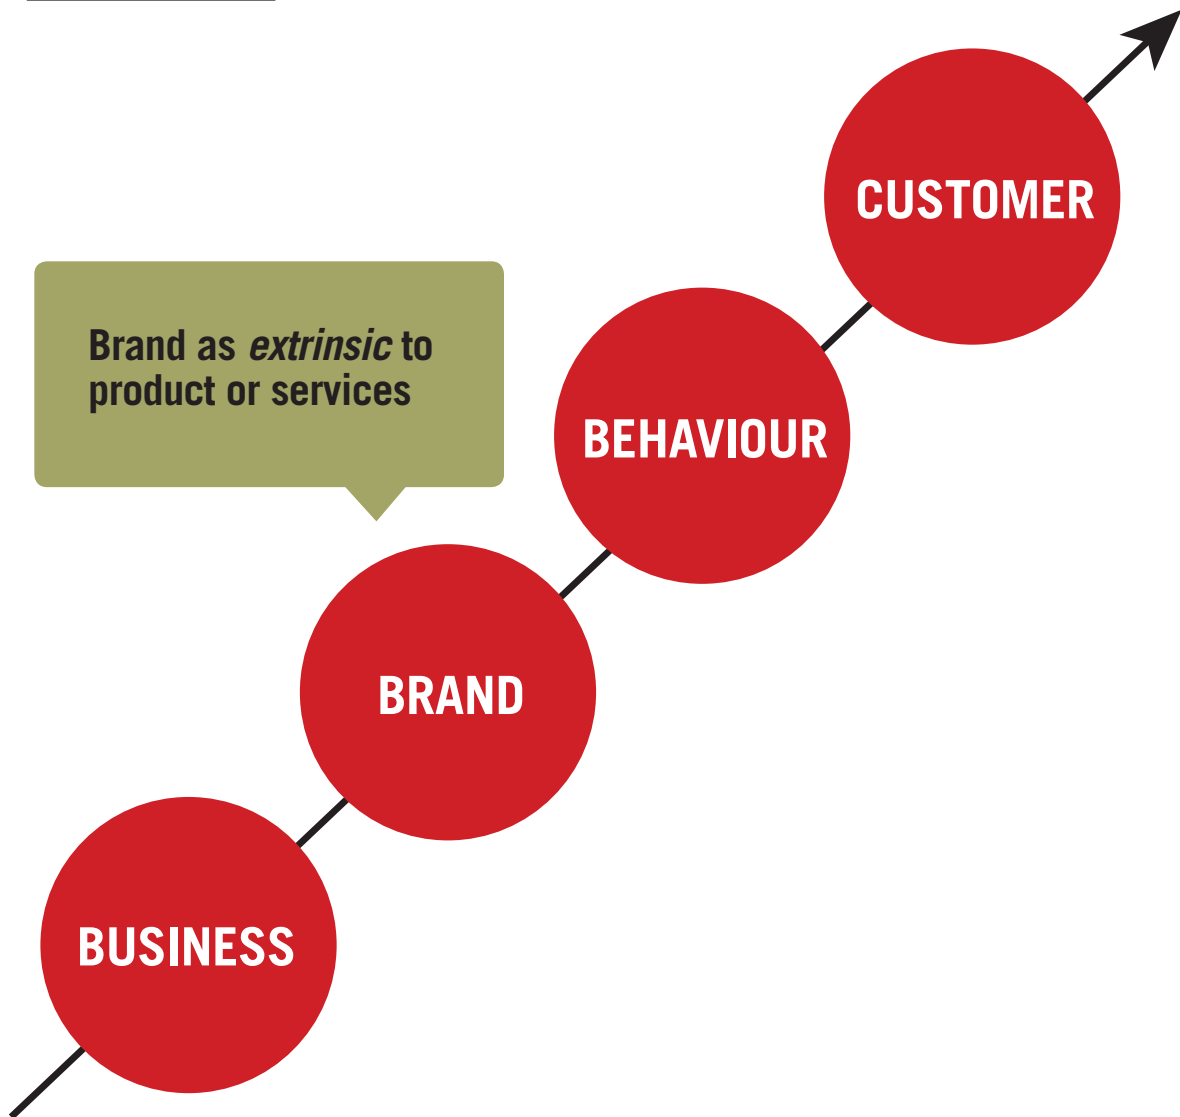 CUSTOMER
Brand as extrinsic to
product or services
BEHAVIOUR
BRAND
BUSINESS